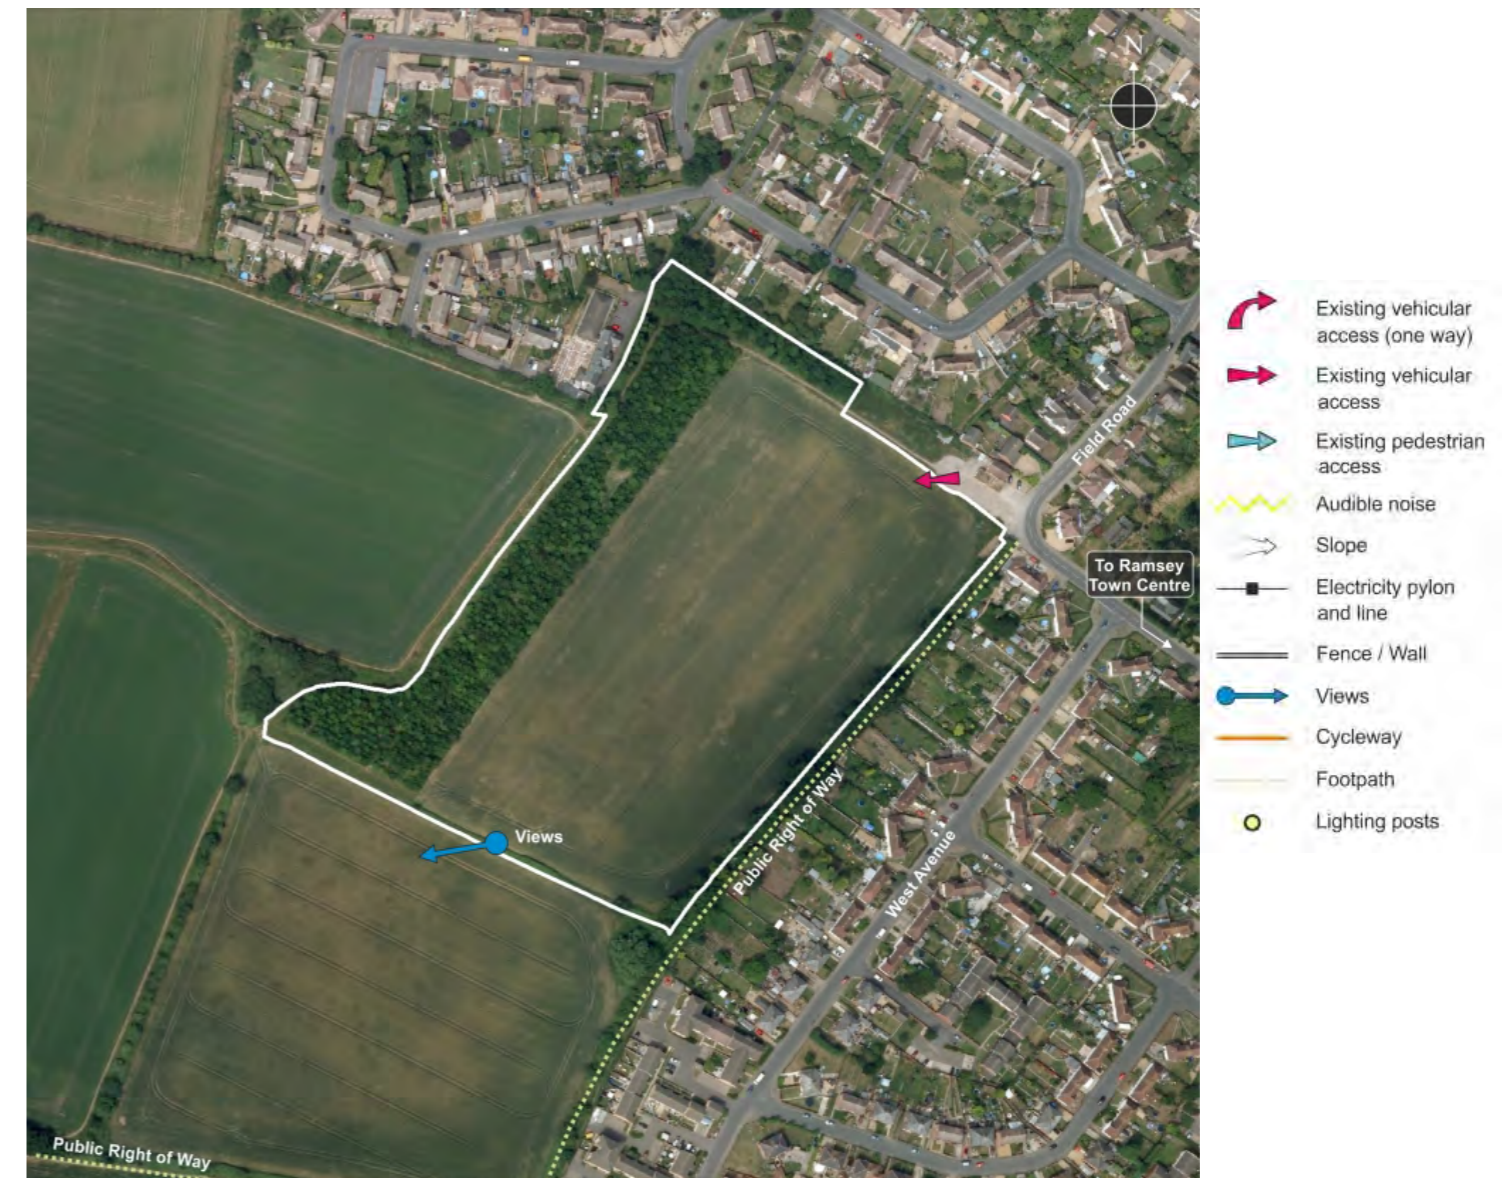 N
Field Road
To Ramsey
Town Centre
Views
Public Right of Way
West Avenue
Public Right of Way
Existing vehicular
access (one way)
Existing vehicular
access
Existing pedestrian
access
Audible noise
Slope
Electricity pylon
and line
Fence / Wall
Views
Cycleway
Footpath
Lighting posts